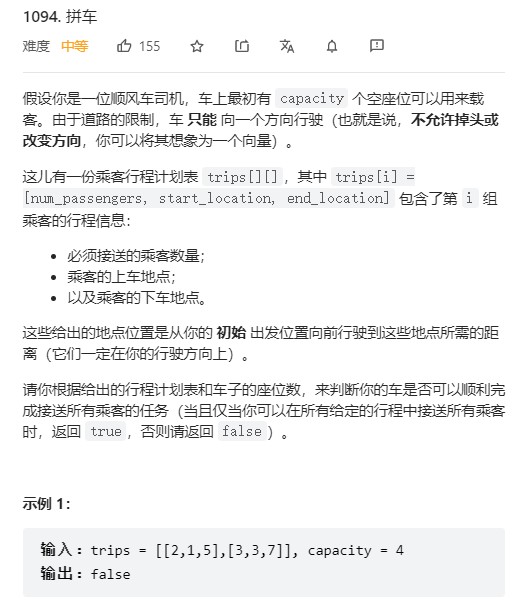 1094. 拼车
难度 中等 155
假设你是一位顺风车司机，车上最初有 capacity 个空座位可以用来载
客。由于道路的限制，车 只能 向一个方向行驶（也就是说，不允许掉头或
改变方向，你可以将其想象为一个向量）。
这儿有一份乘客行程计划表 trips[][]，其中 trips[i] =
[num_passengers, start_location, end_location] 包含了第 i 组
乘客的行程信息：
• 必须接送的乘客数量；
• 乘客的上车地点；
• 以及乘客的下车地点。
这些给出的地点位置是从你的 初始 出发位置向前行驶到这些地点所需的距
离（它们一定在你的行驶方向上）。
请你根据给出的行程计划表和车子的座位数，来判断你的车是否可以顺利完
成接送所有乘客的任务（当且仅当你可以在所有给定的行程中接送所有乘客
时，返回 true，否则请返回 false）。
示例 1：
输入：trips = [[2,1,5],[3,3,7]], capacity = 4
输出：false